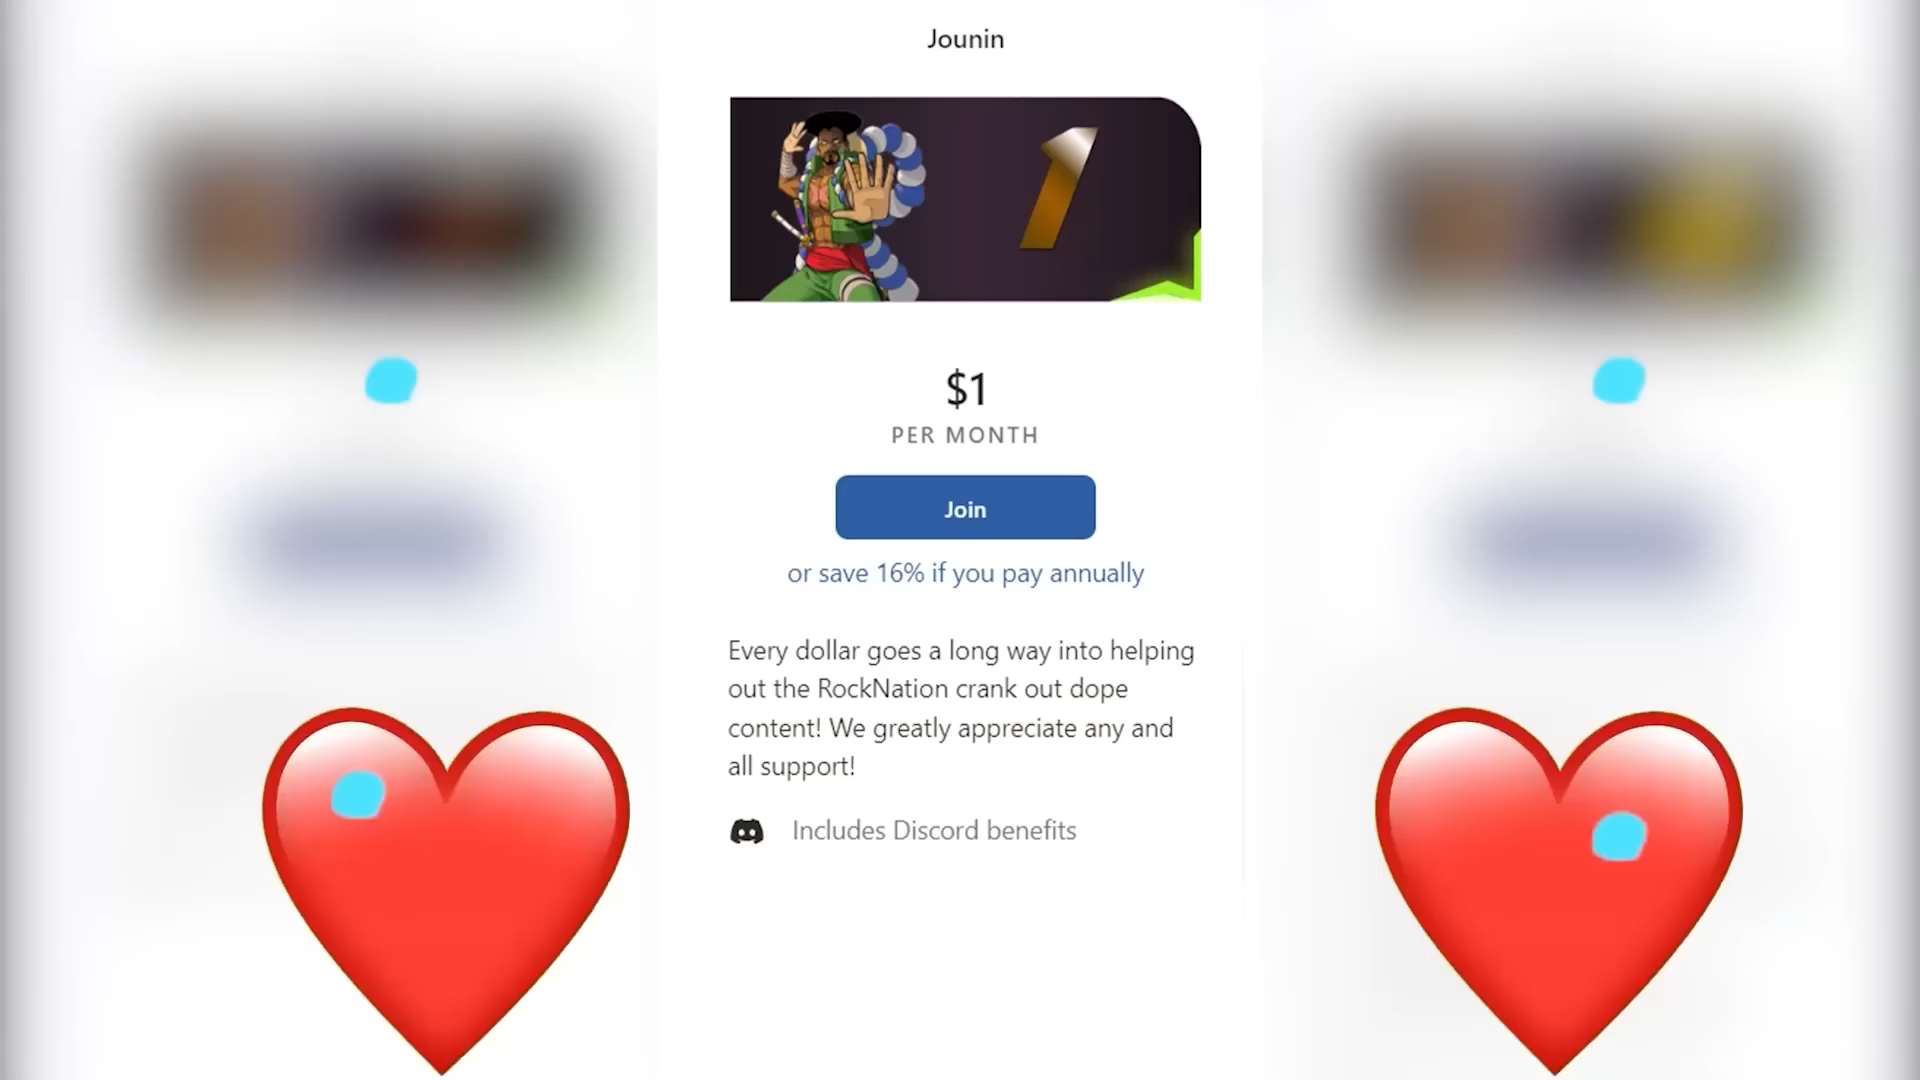 Jounin
1
$1
PER MONTH
Join
or save 16% if you pay annually
Every dollar goes a long way into helping
out the RockNation crank out dope
content! We greatly appreciate any and
all support!
Includes Discord benefits